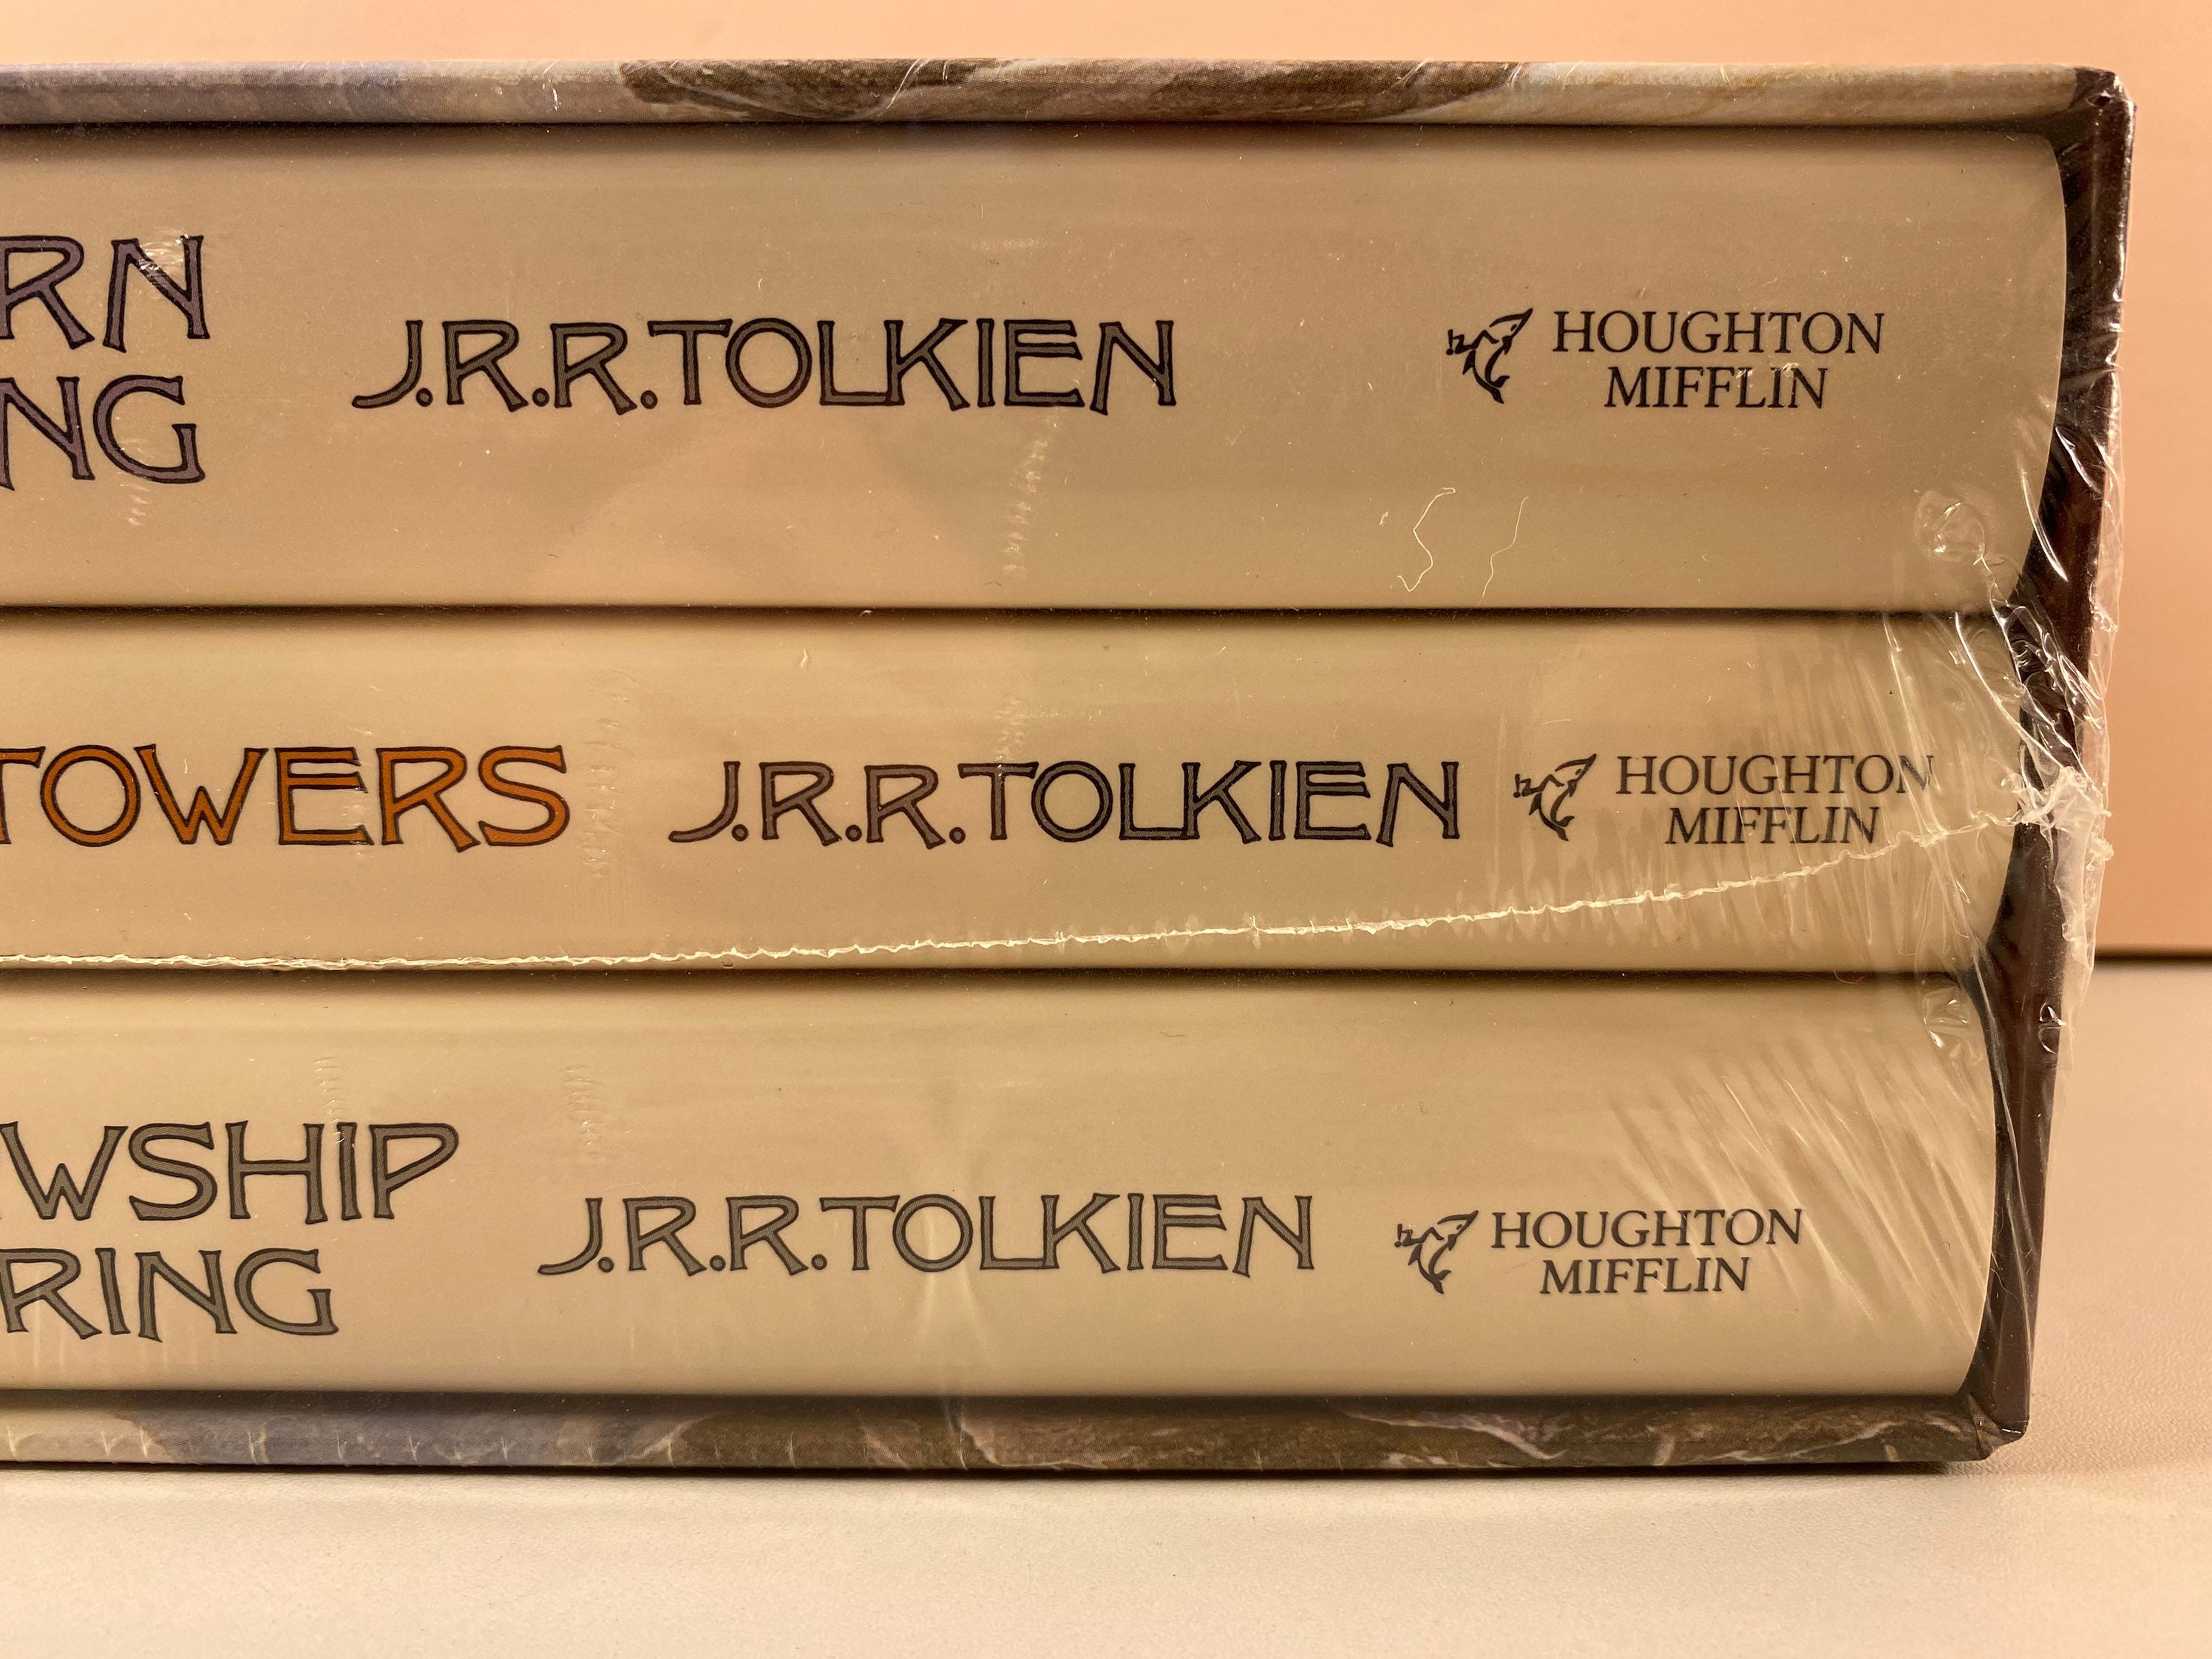 RN
NG
J.R.R.TOLKIEN
HOUGHTON
MIFFLIN
TOWERS
J.R.R.TOLKIEN
HOUGHTON
MIFFLIN
WSHIP
RING
J.R.R.TOLKIEN
HOUGHTON
MIFFLIN